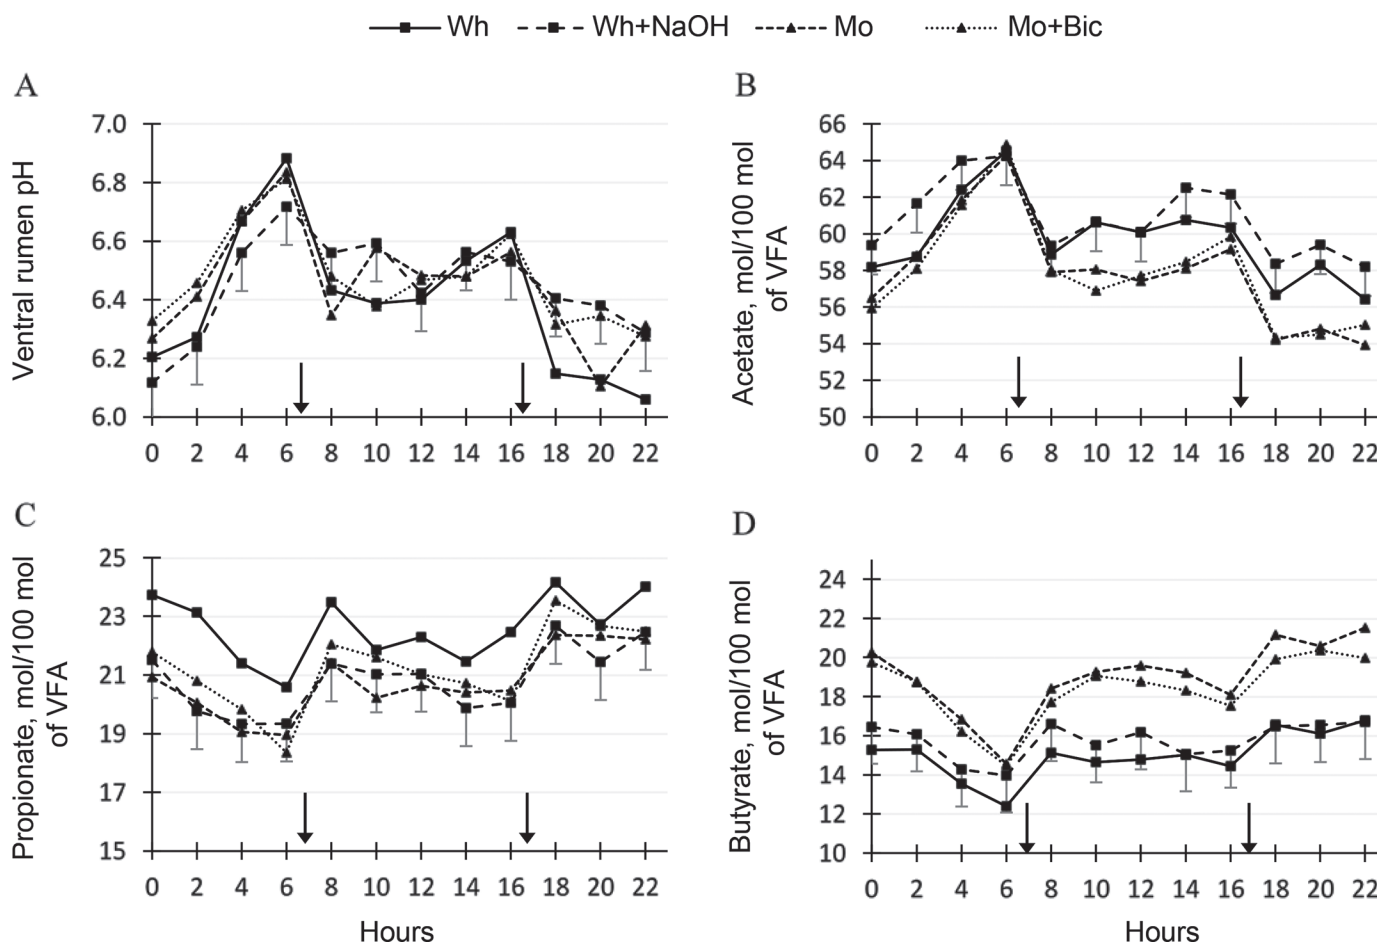 Wh Wh+NaOH Mo Mo+Bic
A
Ventral rumen pH
7.0
6.8
6.6
6.4
6.2
6.0
0 2 4 6 8 10 12 14 16 18 20 22
B
Acetate, mol/100 mol
of VFA
66
64
62
60
58
56
54
52
50
0 2 4 6 8 10 12 14 16 18 20 22
C
Propionate, mol/100 mol
of VFA
25
23
21
19
17
15
0 2 4 6 8 10 12 14 16 18 20 22
Hours
D
Butyrate, mol/100 mol
of VFA
24
22
20
18
16
14
12
10
0 2 4 6 8 10 12 14 16 18 20 22
Hours